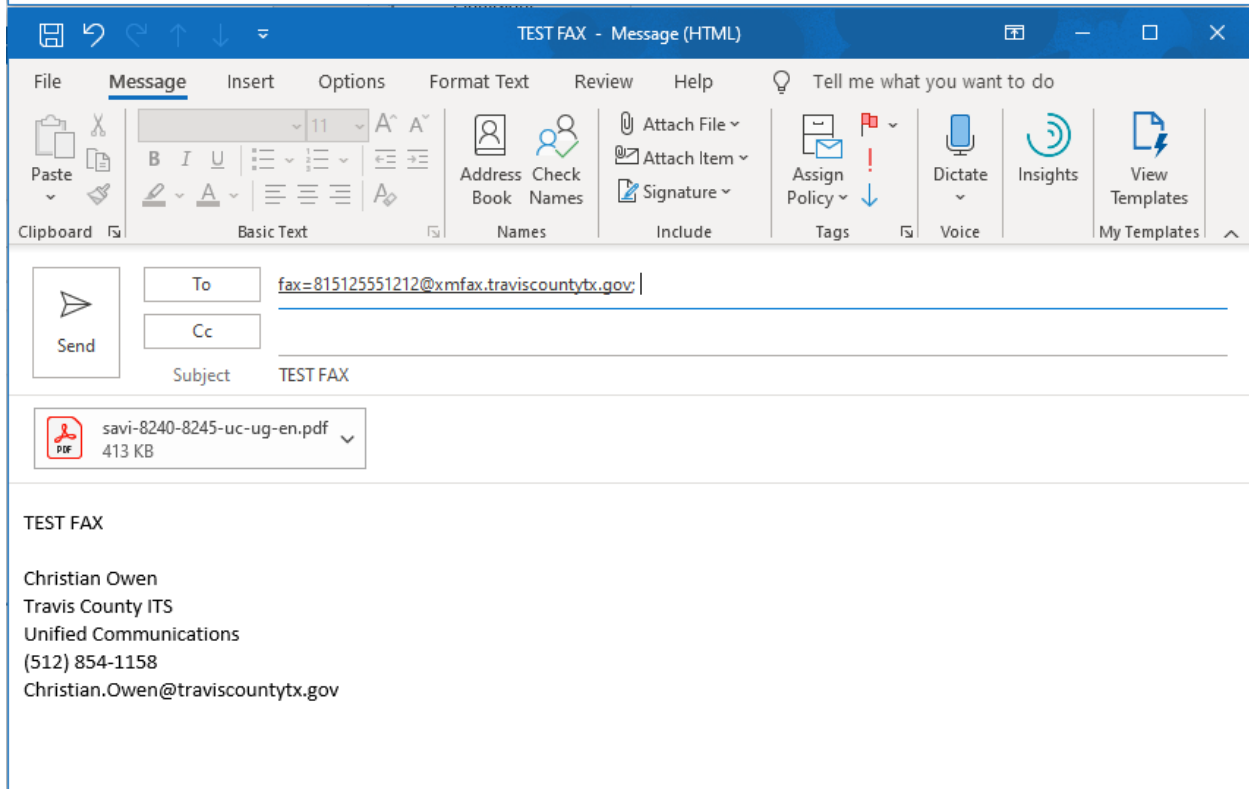 TEST FAX - Message (HTML)
File Message Insert Options Format Text Review Help Tell me what you want to do
Paste
11
B I U
A
Address Book
Check Names
Attach File
Attach Item
Signature
Assign Policy
Dictate
Insights
View Templates
Clipboard Basic Text Names Include Tags Voice My Templates
Send
To fax=815125551212@xmfax.traviscountytx.gov;
Cc
Subject TEST FAX
PDF
savi-8240-8245-uc-ug-en.pdf
413 KB
TEST FAX
Christian Owen
Travis County ITS
Unified Communications
(512) 854-1158
Christian.Owen@traviscountytx.gov